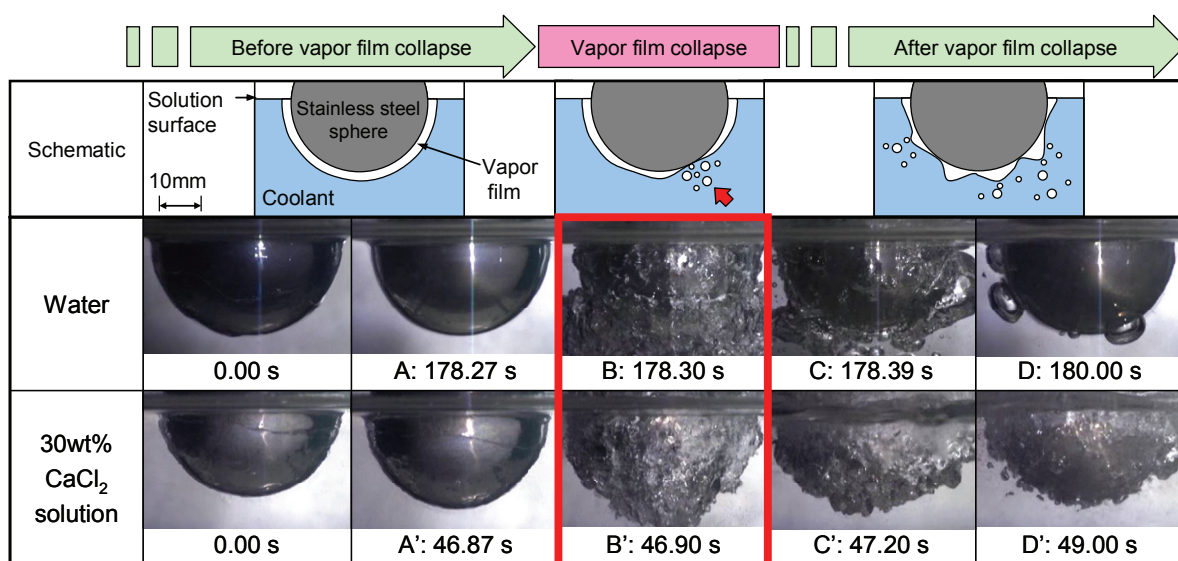 Before vapor film collapse
Vapor film collapse
After vapor film collapse
Schematic
Solution
surface
10mm
Stainless steel
sphere
Vapor
film
Coolant
Water
0.00 s
A: 178.27 s
B: 178.30 s
C: 178.39 s
D: 180.00 s
30wt%
CaCl₂
solution
0.00 s
A’: 46.87 s
B’: 46.90 s
C’: 47.20 s
D’: 49.00 s